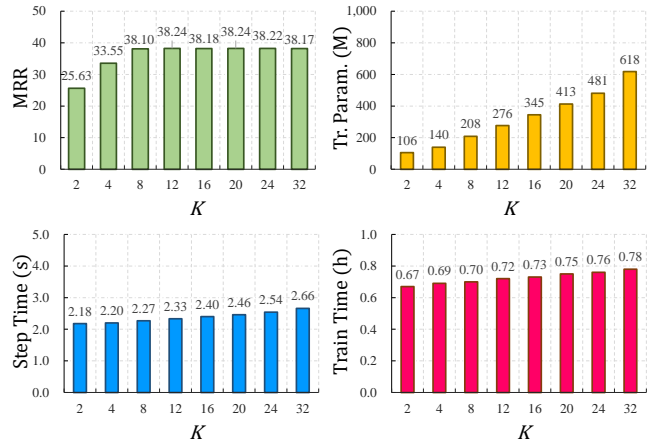 50
40
30
20
10
0
MRR
25.63
33.55
38.10
38.24
38.18
38.24
38.22
38.17
2 4 8 12 16 20 24 32
K
1,000
800
600
400
200
0
Tr. Param. (M)
106
140
208
276
345
413
481
618
2 4 8 12 16 20 24 32
K
5.0
4.0
3.0
2.0
1.0
0.0
Step Time (s)
2.18 2.20 2.27 2.33 2.40 2.46 2.54 2.66
2 4 8 12 16 20 24 32
K
1.0
0.8
0.6
0.4
0.2
0.0
Train Time (h)
0.67 0.69 0.70 0.72 0.73 0.75 0.76 0.78
2 4 8 12 16 20 24 32
K